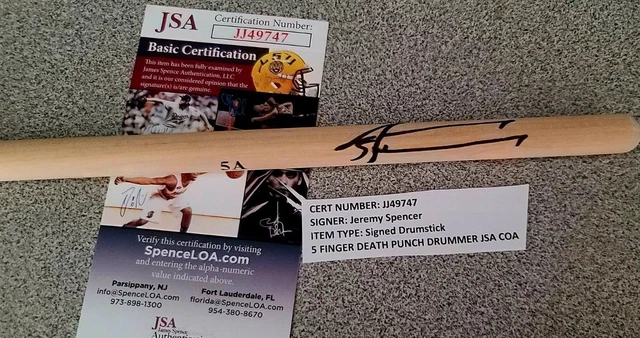 JSA
Certification Number:
JJ49747
Basic Certification
This item has been fully examined by
James Spence Authentication, LLC
and it is our considered opinion that the
signature(s) is/are genuine.
LSU
5A
CERT NUMBER: JJ49747
SIGNER: Jeremy Spencer
ITEM TYPE: Signed Drumstick
5 FINGER DEATH PUNCH DRUMMER JSA COA
Verify this certification by visiting
SpenceLOA.com
and entering the alpha-numeric
value indicated above.
Parsippany, NJ
info@SpenceLOA.com
973-898-1300
Fort Lauderdale, FL
florida@SpenceLOA.com
954-380-8670
JSA
James Spence